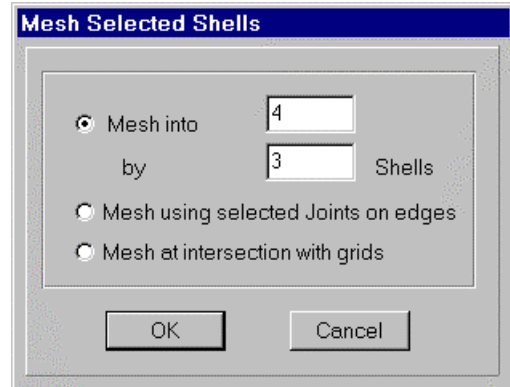 Mesh Selected Shells
Mesh into 4
by 3 Shells
Mesh using selected Joints on edges
Mesh at intersection with grids
OK Cancel